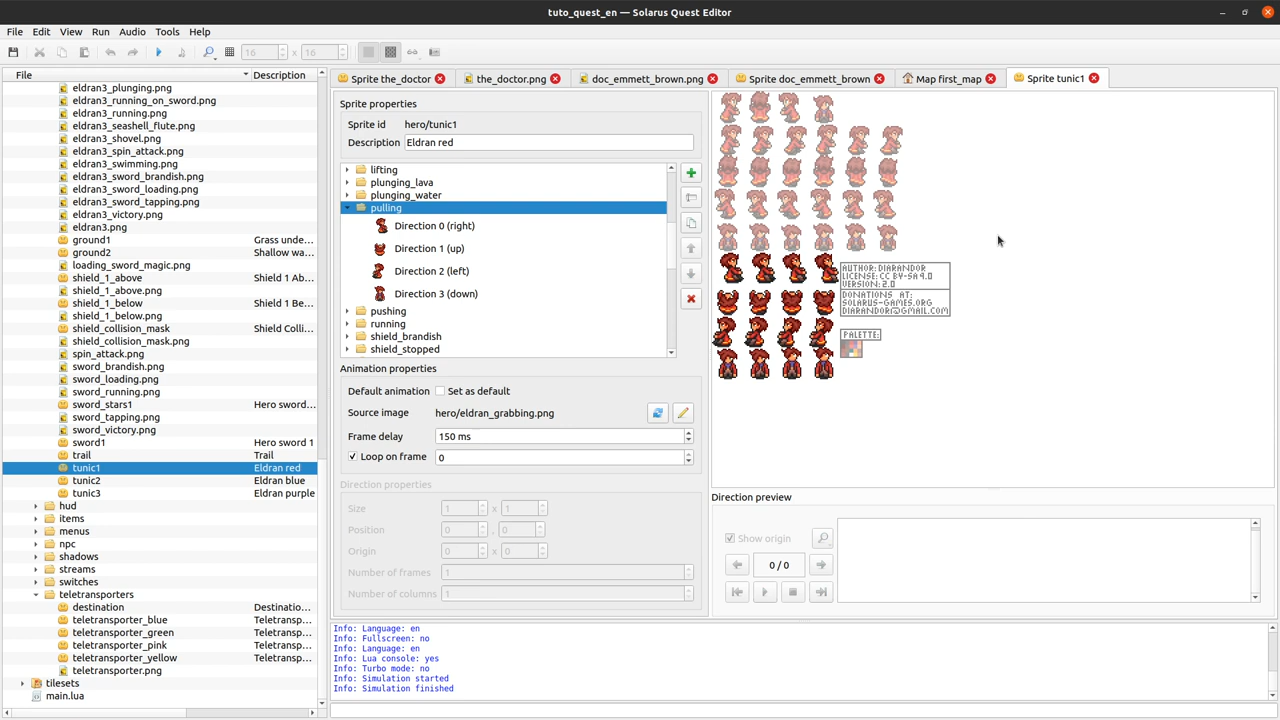 tuto_quest_en — Solarus Quest Editor
File Edit View Run Audio Tools Help
16 x 16
File Description
eldran3_plunging.png
eldran3_running_on_sword.png
eldran3_running.png
eldran3_seashell_flute.png
eldran3_shovel.png
eldran3_spin_attack.png
eldran3_swimming.png
eldran3_sword_brandish.png
eldran3_sword_loading.png
eldran3_sword_tapping.png
eldran3_victory.png
eldran3.png
ground1 Grass unde...
ground2 Shallow wa...
loading_sword_magic.png
shield_1_above Shield 1 Ab...
shield_1_above.png
shield_1_below Shield 1 Be...
shield_1_below.png
shield_collision_mask Shield Colli...
shield_collision_mask.png
spin_attack.png
sword_brandish.png
sword_loading.png
sword_running.png
sword_stars1 Hero sword...
sword_tapping.png
sword_victory.png
sword1 Hero sword 1
trail Trail
tunic1 Eldran red
tunic2 Eldran blue
tunic3 Eldran purple
hud
items
menus
npc
shadows
streams
switches
teletransporters
destination Destinatio...
teletransporter_blue Teletransp...
teletransporter_green Teletransp...
teletransporter_pink Teletransp...
teletransporter_yellow Teletransp...
teletransporter.png
tilesets
main.lua
Sprite the_doctor the_doctor.png doc_emmett_brown.png Sprite doc_emmett_brown Map first_map Sprite tunic1
Sprite properties
Sprite id hero/tunic1
Description Eldran red
lifting
plunging_lava
plunging_water
pulling
Direction 0 (right)
Direction 1 (up)
Direction 2 (left)
Direction 3 (down)
pushing
running
shield_brandish
shield_stopped
Animation properties
Default animation Set as default
Source image hero/eldran_grabbing.png
Frame delay 150 ms
Loop on frame 0
Direction properties
Size 1 x 1
Position 0 , 0
Origin 0 x 0
Number of frames 1
Number of columns 1
AUTHOR: DIARANDOR
LICENSE: CC BY-SA 4.0
VERSION: 2.0
DONATIONS AT:
SOLARUS-GAMES.ORG
DIARANDOR@GMAIL.COM
PALETTE:
Direction preview
Show origin
0 / 0
Info: Language: en
Info: Fullscreen: no
Info: Language: en
Info: Lua console: yes
Info: Turbo mode: no
Info: Simulation started
Info: Simulation finished